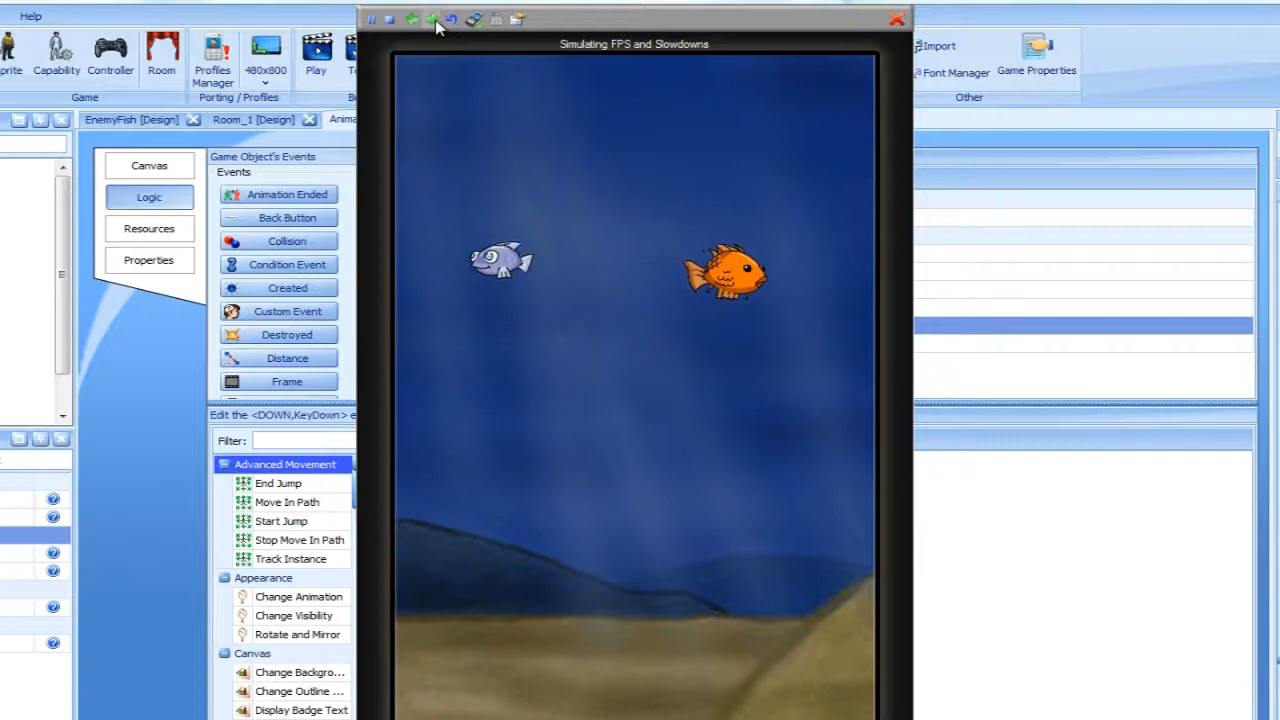 Help
Simulating FPS and Slowdowns
prite
Capability
Controller
Room
Profiles
Manager
480x800
Play
Import
Font Manager
Game Properties
Game
Porting / Profiles
Other
EnemyFish [Design]
Room_1 [Design]
Anima
Canvas
Logic
Resources
Properties
Game Object's Events
Events
Animation Ended
Back Button
Collision
Condition Event
Created
Custom Event
Destroyed
Distance
Frame
Edit the <DOWN,KeyDown> e
Filter:
Advanced Movement
End Jump
Move In Path
Start Jump
Stop Move In Path
Track Instance
Appearance
Change Animation
Change Visibility
Rotate and Mirror
Canvas
Change Backgro...
Change Outline ...
Display Badge Text